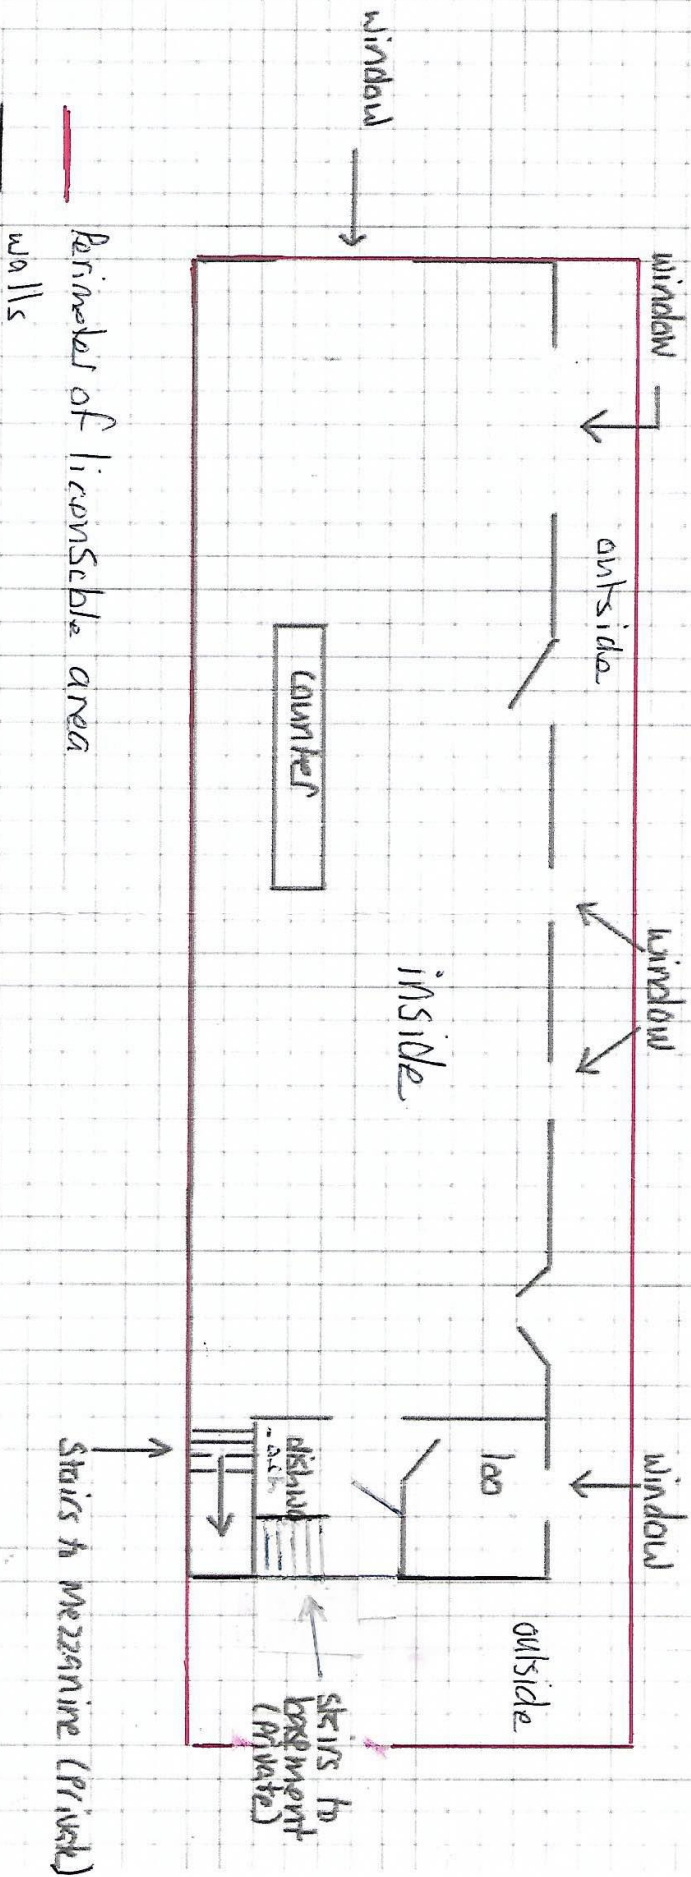 window
window
window
outside
outside
loo
inside
window
counter
dishwa
stairs to
basement
(Private)
Stairs to Mezzanine (Private)
Perimeter of licensable area
walls